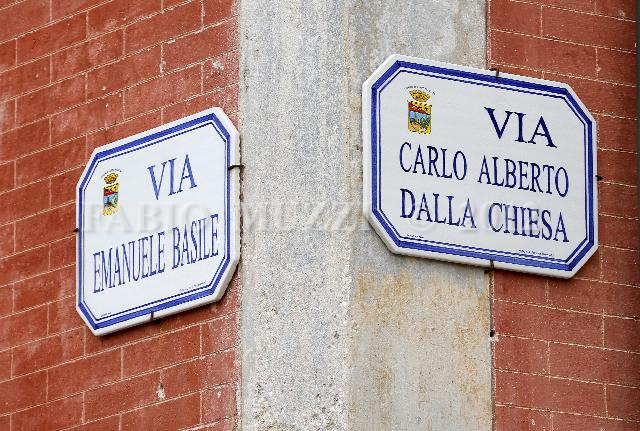 VIA
EMANUELE BASILE
VIA
CARLO ALBERTO
DALLA CHIESA